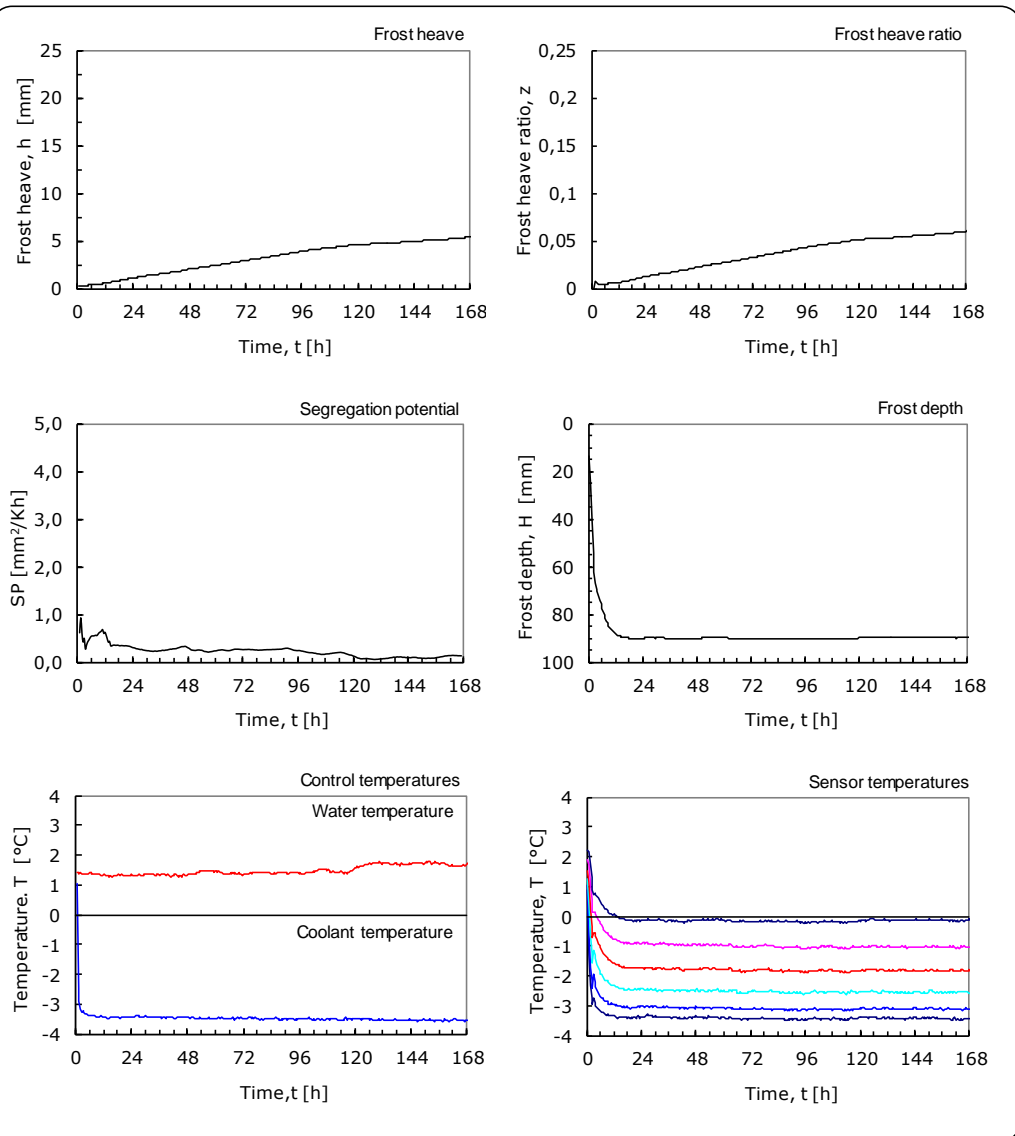 Frost heave
25
20
15
10
5
0
Frost heave, h [mm]
0 24 48 72 96 120 144 168
Time, t [h]
Frost heave ratio
0,25
0,2
0,15
0,1
0,05
0
Frost heave ratio, z
0 24 48 72 96 120 144 168
Time, t [h]
Segregation potential
5,0
4,0
3,0
2,0
1,0
0,0
SP [mm²/Kh]
0 24 48 72 96 120 144 168
Time, t [h]
Frost depth
0
20
40
60
80
100
Frost depth, H [mm]
0 24 48 72 96 120 144 168
Time, t [h]
Control temperatures
4
3
2
1
0
-1
-2
-3
-4
Temperature. T [°C]
Water temperature
Coolant temperature
0 24 48 72 96 120 144 168
Time,t [h]
Sensor temperatures
4
3
2
1
0
-1
-2
-3
-4
Temperature, T [°C]
0 24 48 72 96 120 144 168
Time, t [h]